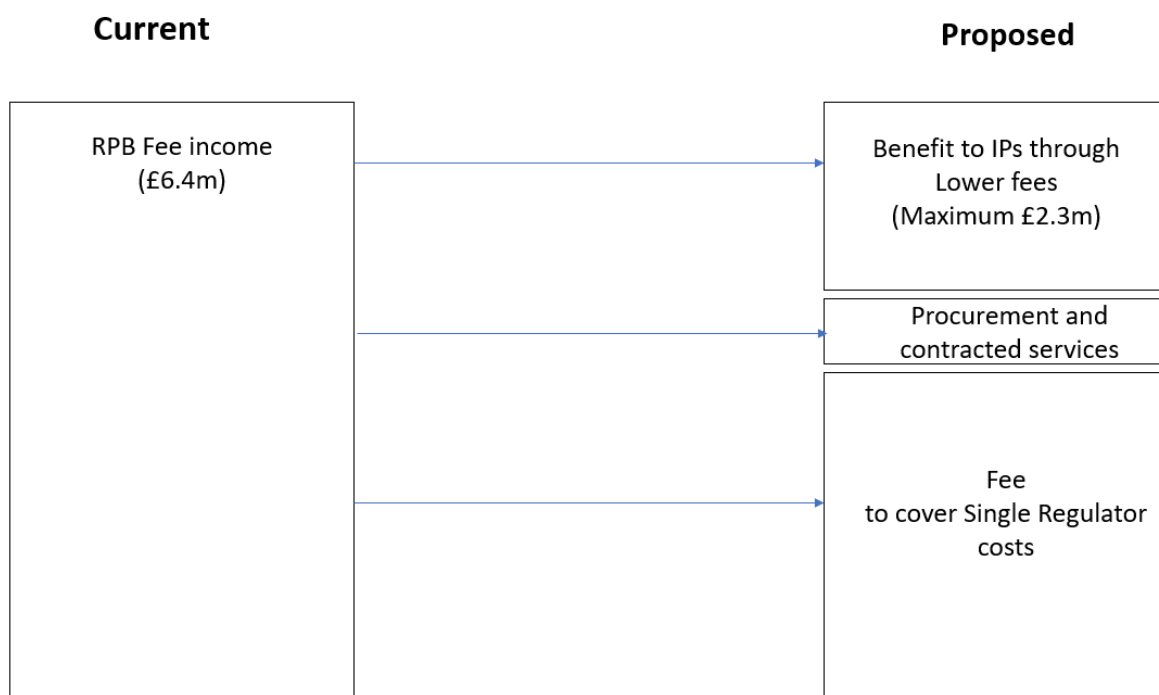 Current
Proposed
RPB Fee income
(£6.4m)
Benefit to IPs through
Lower fees
(Maximum £2.3m)
Procurement and
contracted services
Fee
to cover Single Regulator
costs